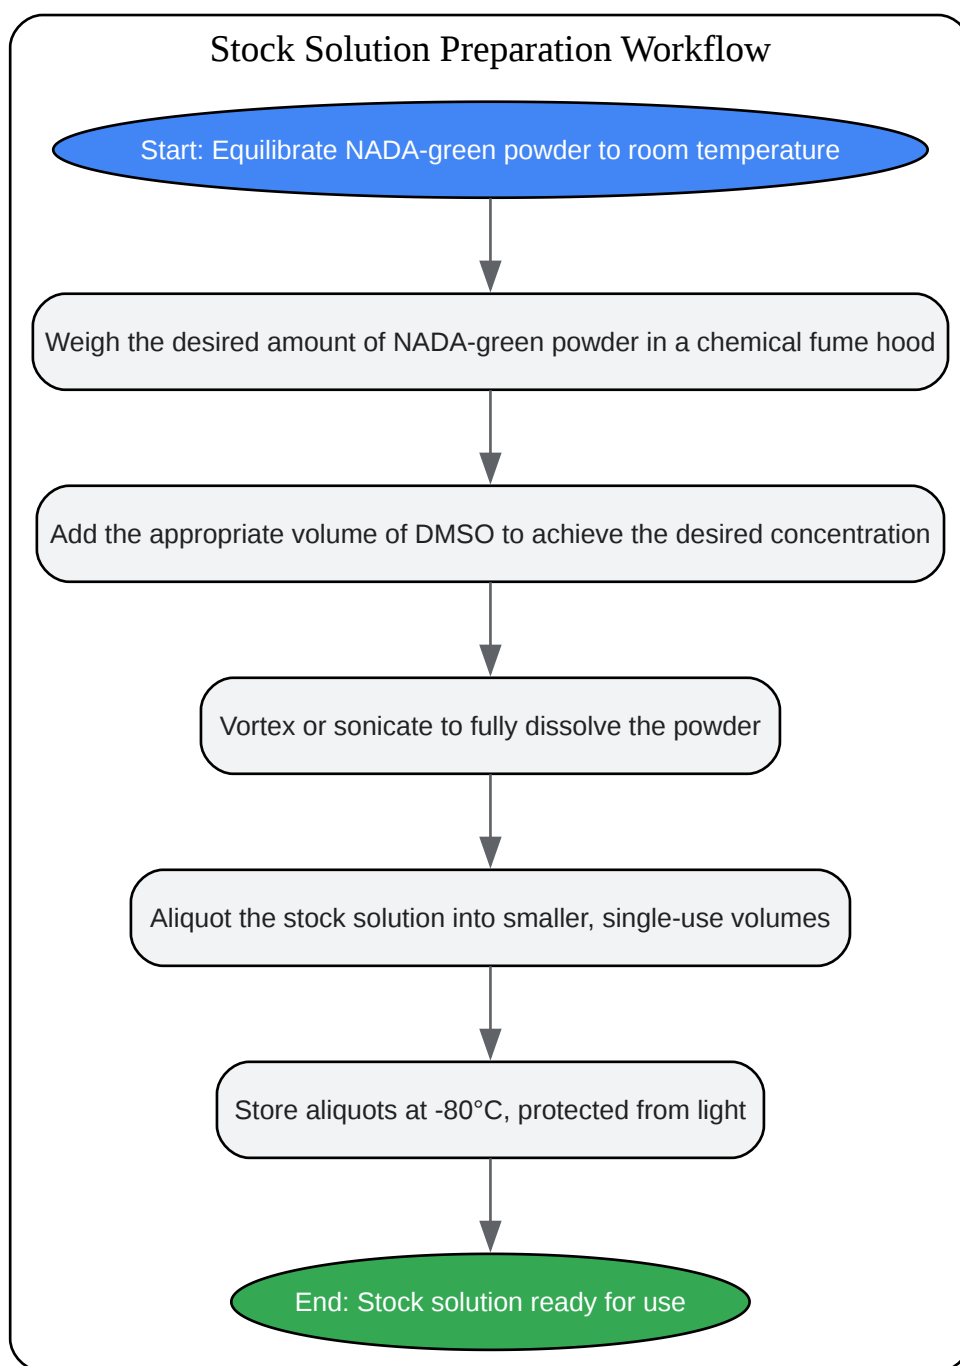 Stock Solution Preparation Workflow
Start: Equilibrate NADA-green powder to room temperature
Weigh the desired amount of NADA-green powder in a chemical fume hood
Add the appropriate volume of DMSO to achieve the desired concentration
Vortex or sonicate to fully dissolve the powder
Aliquot the stock solution into smaller, single-use volumes
Store aliquots at -80°C, protected from light
End: Stock solution ready for use